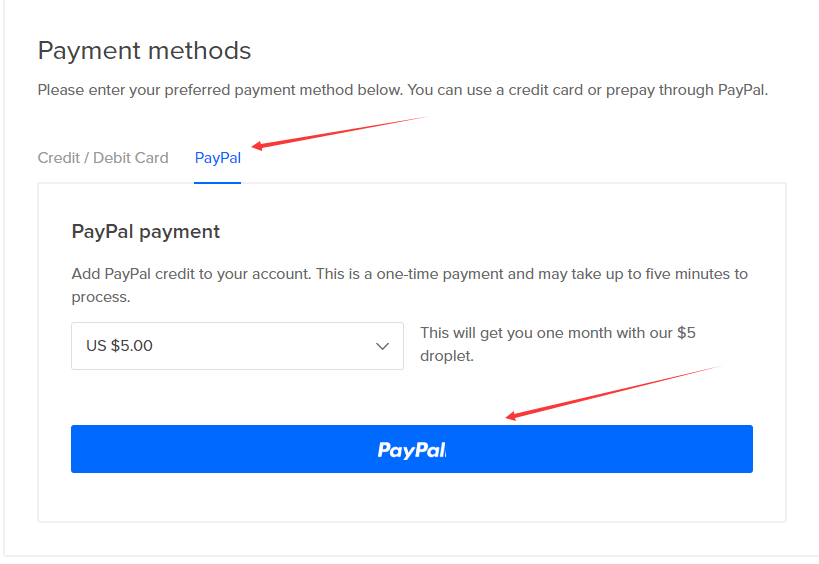 Payment methods
Please enter your preferred payment method below. You can use a credit card or prepay through PayPal.
Credit / Debit Card PayPal
PayPal payment
Add PayPal credit to your account. This is a one-time payment and may take up to five minutes to
process.
US $5.00
This will get you one month with our $5
droplet.
PayPal